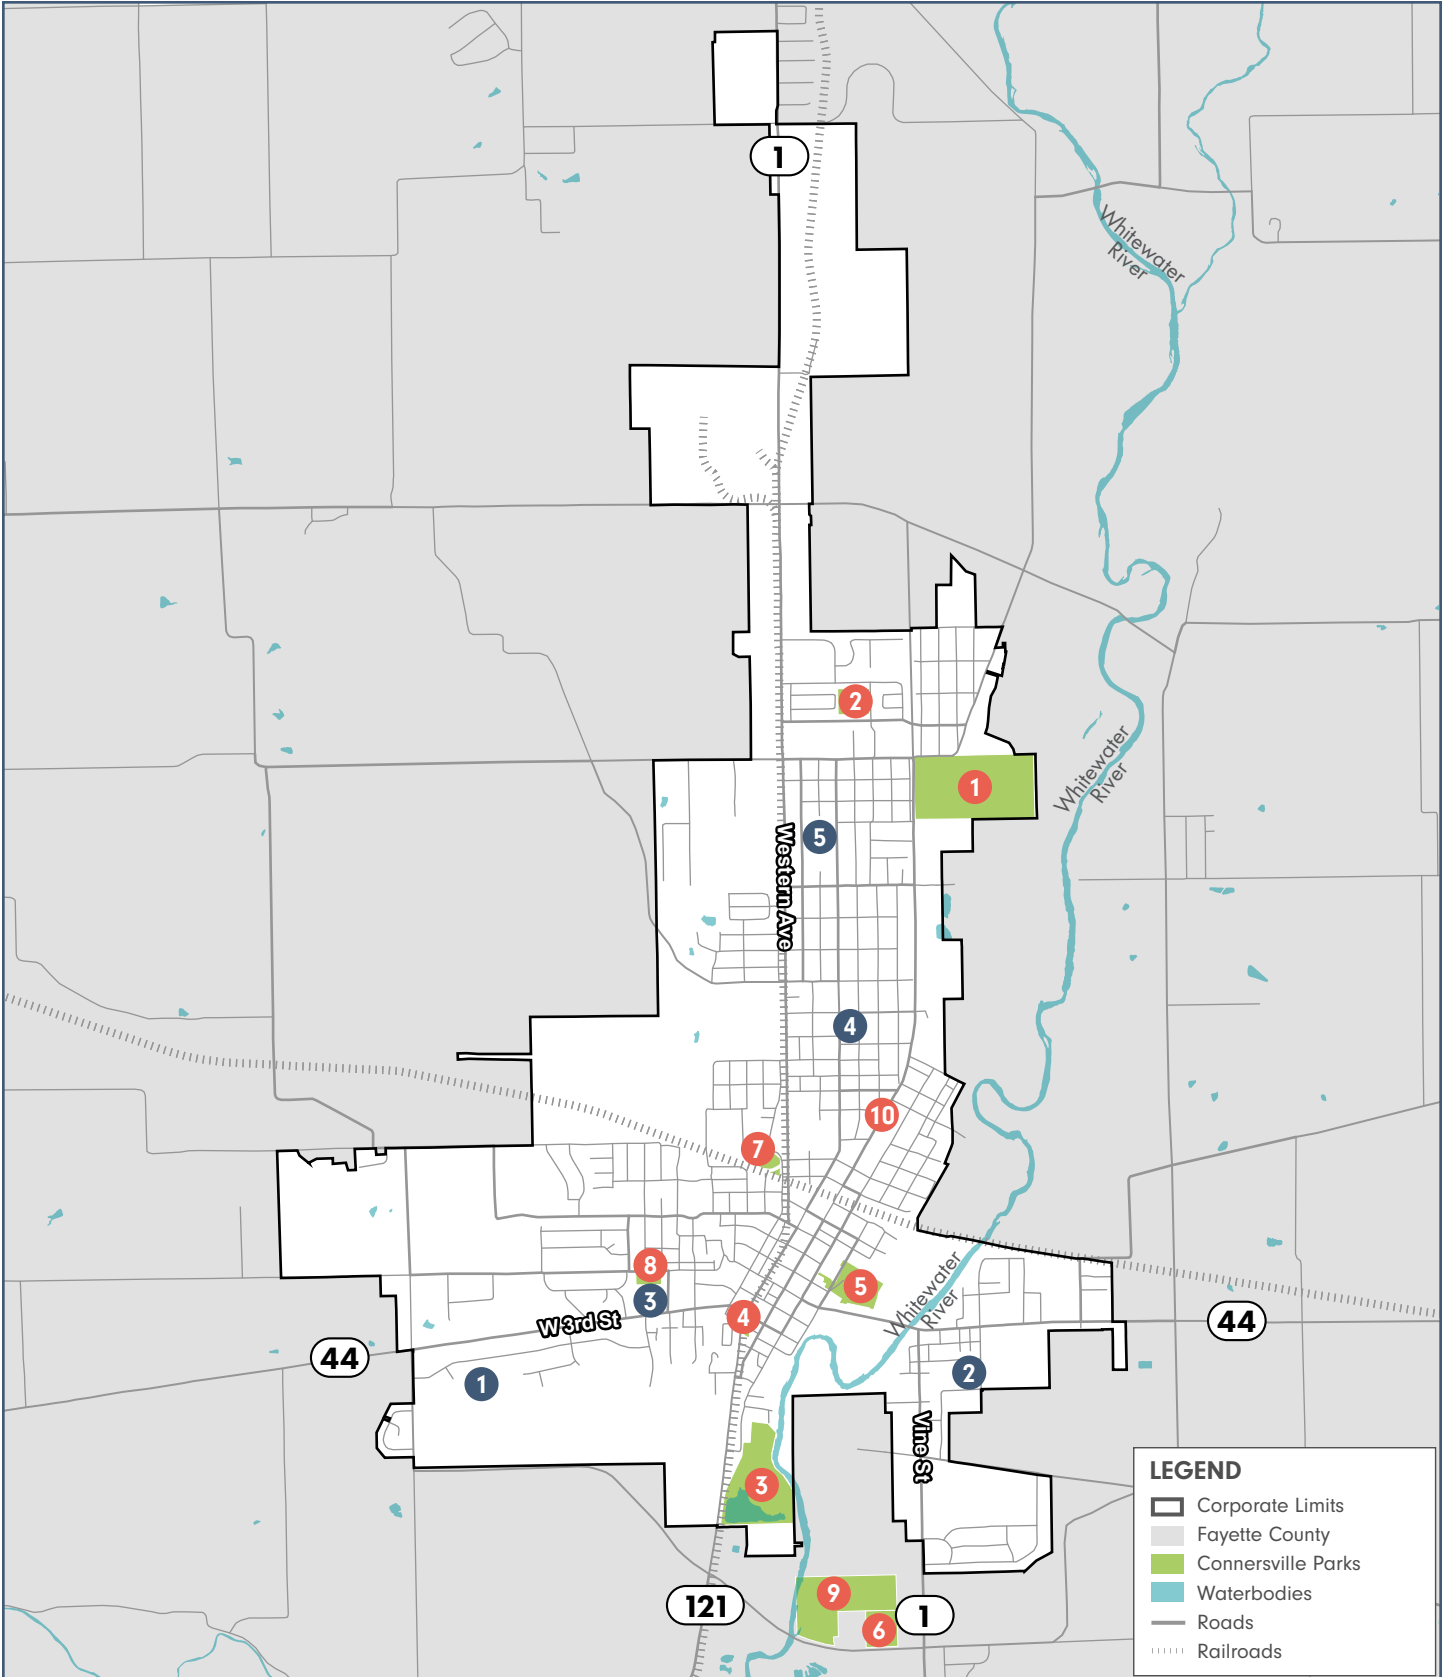 1
Whitewater
River
2
1
Whitewater
River
5
Western Ave
4
10
7
8
3
5
Whitewater
River
4
W 3rd St
44
44
1
2
Vine St
3
9
6
121
1
LEGEND
Corporate Limits
Fayette County
Connersville Parks
Waterbodies
Roads
Railroads